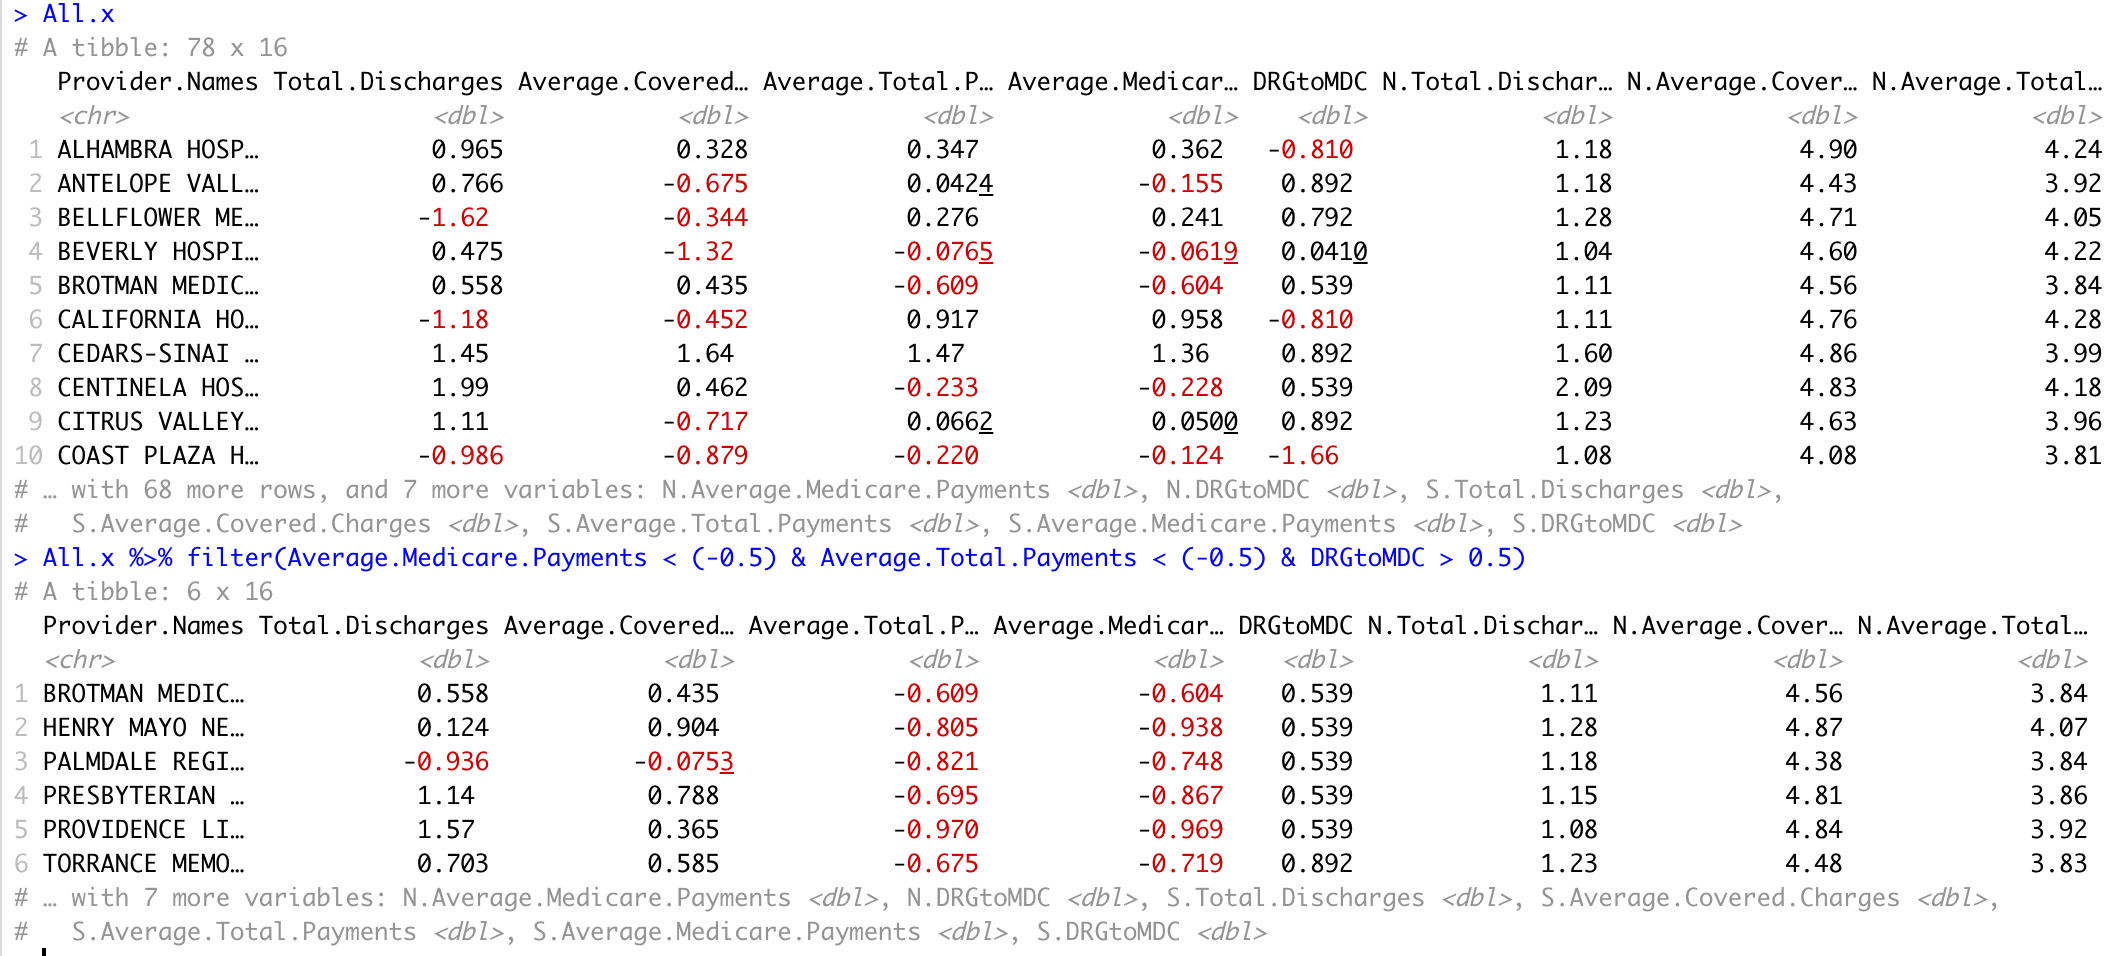 > All.x
# A tibble: 78 x 16
   Provider.Names Total.Discharges Average.Covered… Average.Total.P… Average.Medicar… DRGtoMDC N.Total.Dischar… N.Average.Cover… N.Average.Total…
   <chr>                     <dbl>            <dbl>            <dbl>            <dbl>    <dbl>            <dbl>            <dbl>            <dbl>
 1 ALHAMBRA HOSP…            0.965            0.328           0.347            0.362   -0.810              1.18             4.90             4.24
 2 ANTELOPE VALL…            0.766           -0.675           0.0424          -0.155    0.892              1.18             4.43             3.92
 3 BELLFLOWER ME…           -1.62            -0.344           0.276            0.241    0.792              1.28             4.71             4.05
 4 BEVERLY HOSPI…            0.475           -1.32           -0.0765          -0.0619   0.0410             1.04             4.60             4.22
 5 BROTMAN MEDIC…            0.558            0.435          -0.609           -0.604    0.539              1.11             4.56             3.84
 6 CALIFORNIA HO…           -1.18            -0.452           0.917            0.958   -0.810              1.11             4.76             4.28
 7 CEDARS-SINAI …            1.45             1.64            1.47             1.36     0.892              1.60             4.86             3.99
 8 CENTINELA HOS…            1.99             0.462          -0.233           -0.228    0.539              2.09             4.83             4.18
 9 CITRUS VALLEY…            1.11            -0.717           0.0662           0.0500   0.892              1.23             4.63             3.96
10 COAST PLAZA H…           -0.986           -0.879          -0.220           -0.124   -1.66               1.08             4.08             3.81
# … with 68 more rows, and 7 more variables: N.Average.Medicare.Payments <dbl>, N.DRGtoMDC <dbl>, S.Total.Discharges <dbl>,
#   S.Average.Covered.Charges <dbl>, S.Average.Total.Payments <dbl>, S.Average.Medicare.Payments <dbl>, S.DRGtoMDC <dbl>
> All.x %>% filter(Average.Medicare.Payments < (-0.5) & Average.Total.Payments < (-0.5) & DRGtoMDC > 0.5)
# A tibble: 6 x 16
  Provider.Names Total.Discharges Average.Covered… Average.Total.P… Average.Medicar… DRGtoMDC N.Total.Dischar… N.Average.Cover… N.Average.Total…
  <chr>                     <dbl>            <dbl>            <dbl>            <dbl>    <dbl>            <dbl>            <dbl>            <dbl>
1 BROTMAN MEDIC…            0.558           0.435            -0.609           -0.604    0.539             1.11             4.56             3.84
2 HENRY MAYO NE…            0.124           0.904            -0.805           -0.938    0.539             1.28             4.87             4.07
3 PALMDALE REGI…           -0.936          -0.0753           -0.821           -0.748    0.539             1.18             4.38             3.84
4 PRESBYTERIAN …            1.14            0.788            -0.695           -0.867    0.539             1.15             4.81             3.86
5 PROVIDENCE LI…            1.57            0.365            -0.970           -0.969    0.539             1.08             4.84             3.92
6 TORRANCE MEMO…            0.703           0.585            -0.675           -0.719    0.892             1.23             4.48             3.83
# … with 7 more variables: N.Average.Medicare.Payments <dbl>, N.DRGtoMDC <dbl>, S.Total.Discharges <dbl>, S.Average.Covered.Charges <dbl>,
#   S.Average.Total.Payments <dbl>, S.Average.Medicare.Payments <dbl>, S.DRGtoMDC <dbl>